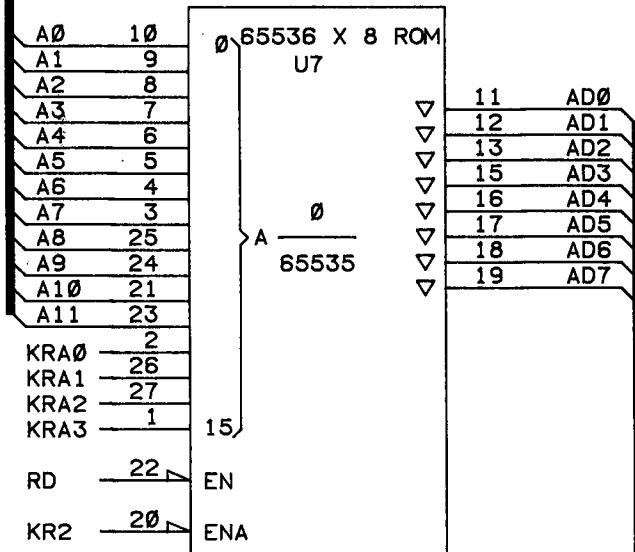 65536 X 8 ROM
U7
AØ 1Ø Ø
A1 9
A2 8
A3 7
A4 6
A5 5
A6 4
A7 3
A8 25
A9 24
A1Ø 21
A11 23
KRAØ 2
KRA1 26
KRA2 27
KRA3 1 15
A Ø
65535
RD 22 EN
KR2 2Ø ENA
11 ADØ
12 AD1
13 AD2
15 AD3
16 AD4
17 AD5
18 AD6
19 AD7